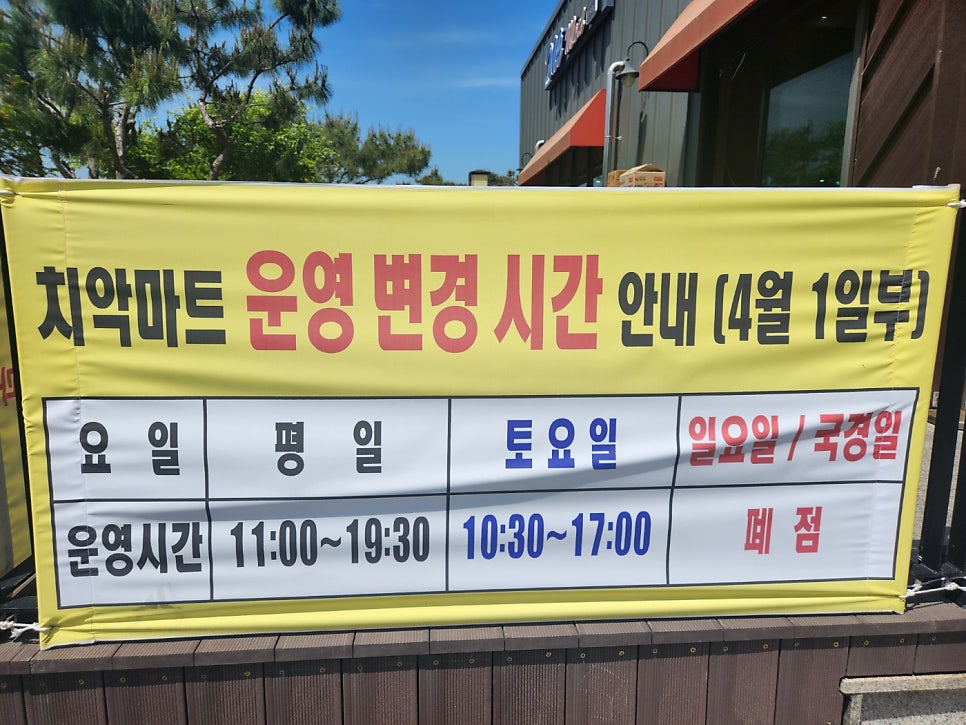 치악마트 운영 변경 시간 안내 (4월 1일부)
요 일 평 일 토요일 일요일 / 국경일
운영시간 11:00~19:30 10:30~17:00 폐 점